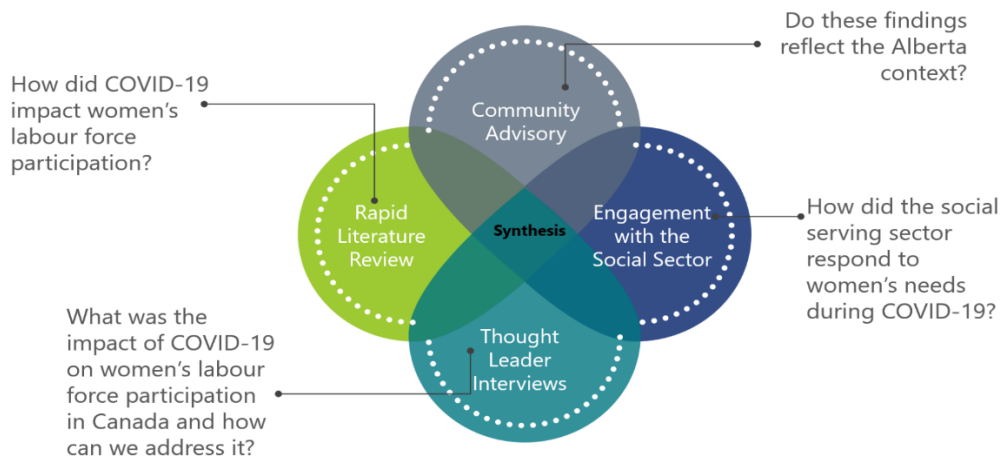 Do these findings
reflect the Alberta
context?
How did COVID-19
impact women's
labour force
participation?
Community
Advisory
Rapid
Literature
Review
Synthesis
Engagement
with the
Social Sector
How did the social
serving sector
respond to
women's needs
during COVID-19?
What was the
impact of COVID-19
on women's labour
force participation
in Canada and how
can we address it?
Thought
Leader
Interviews